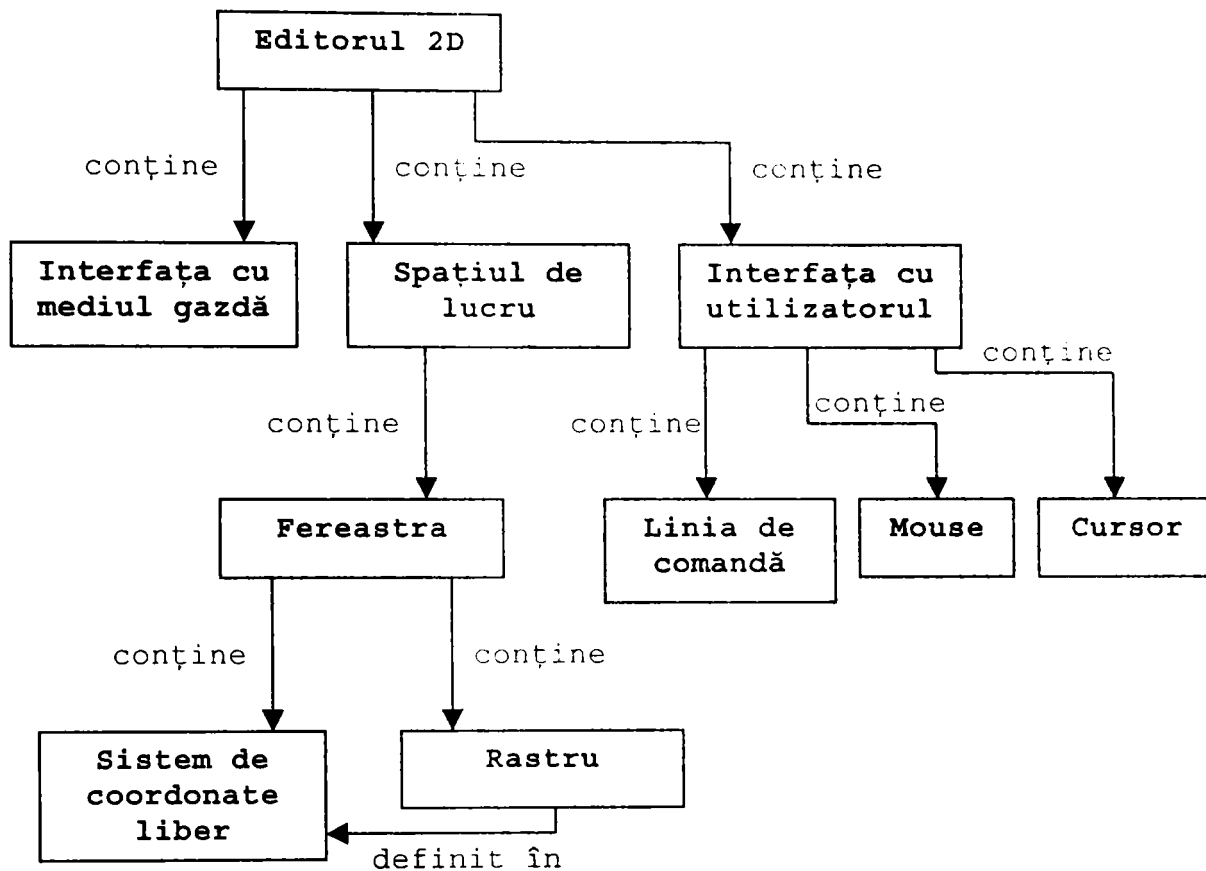 Editorul 2D
conține
conține
conține
Interfața cu
mediul gazdă
Spațiul de
lucru
Interfața cu
utilizatorul
conține
conține
conține
conține
Fereastra
Linia de
comandă
Mouse
Cursor
conține
conține
Sistem de
coordonate
liber
Rastru
definit în